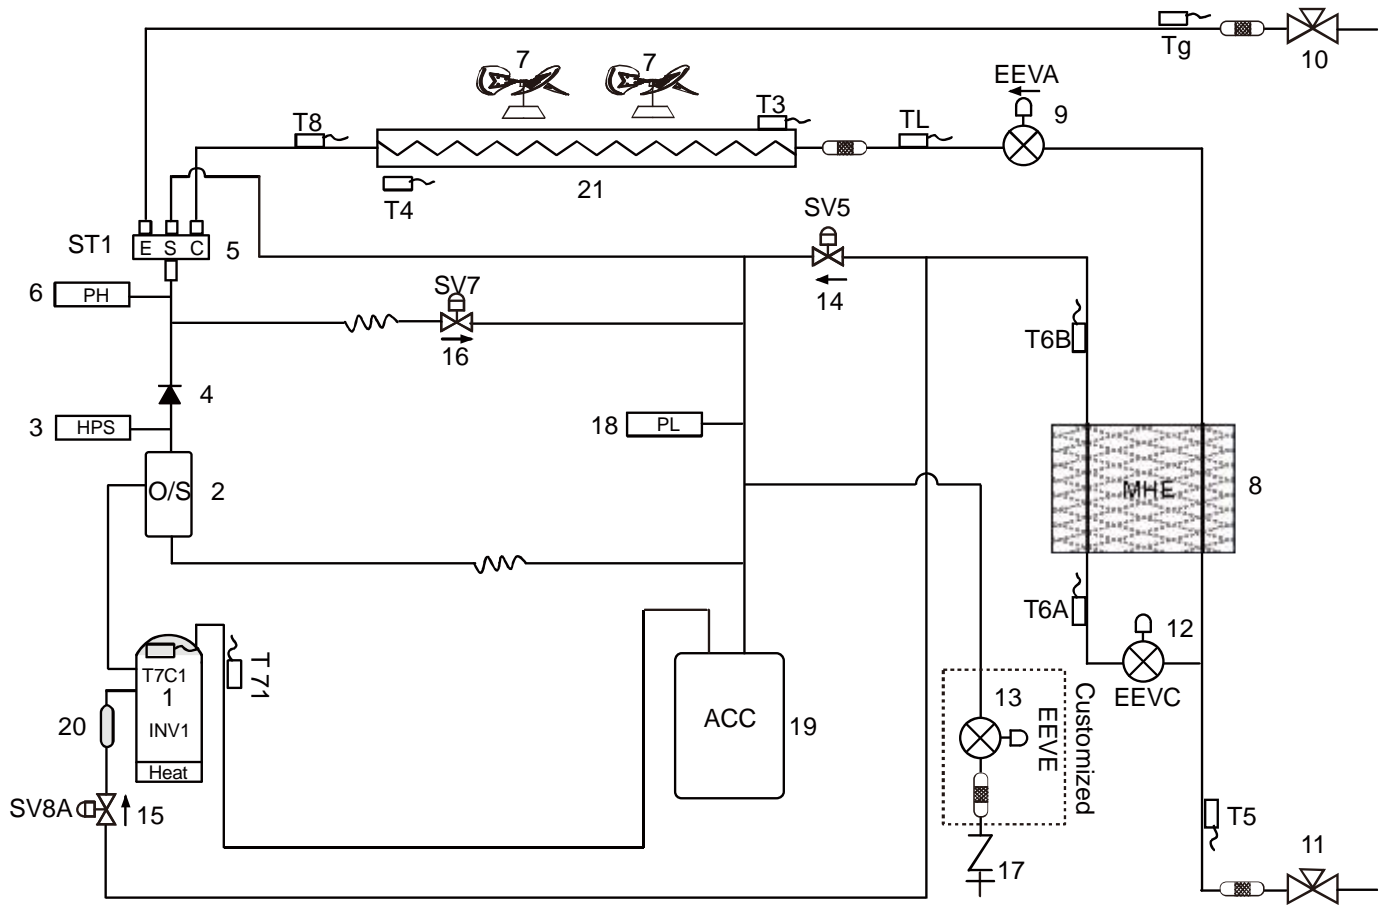 Tg
10
7
7
EEVA
9
T8
T3
TL
T4
21
SV5
ST1
E S C
5
14
6
PH
SV7
16
T6B
4
3
HPS
18
PL
O/S
2
MHE
8
T6A
12
EEVC
T7C1
1
INV1
Heat
T71
20
SV8A
15
ACC
19
13
EEVE
Customized
17
T5
11